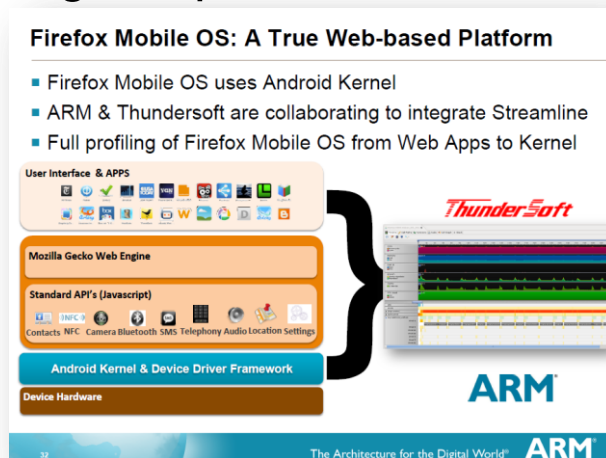 Firefox Mobile OS: A True Web-based Platform
Firefox Mobile OS uses Android Kernel
ARM & Thundersoft are collaborating to integrate Streamline
Full profiling of Firefox Mobile OS from Web Apps to Kernel
User Interface & APPS
ThunderSoft
Mozilla Gecko Web Engine
Standard API's (Javascript)
Contacts NFC Camera Bluetooth SMS Telephony Audio Location Settings
Android Kernel & Device Driver Framework
Device Hardware
ARM
32
The Architecture for the Digital World®
ARM